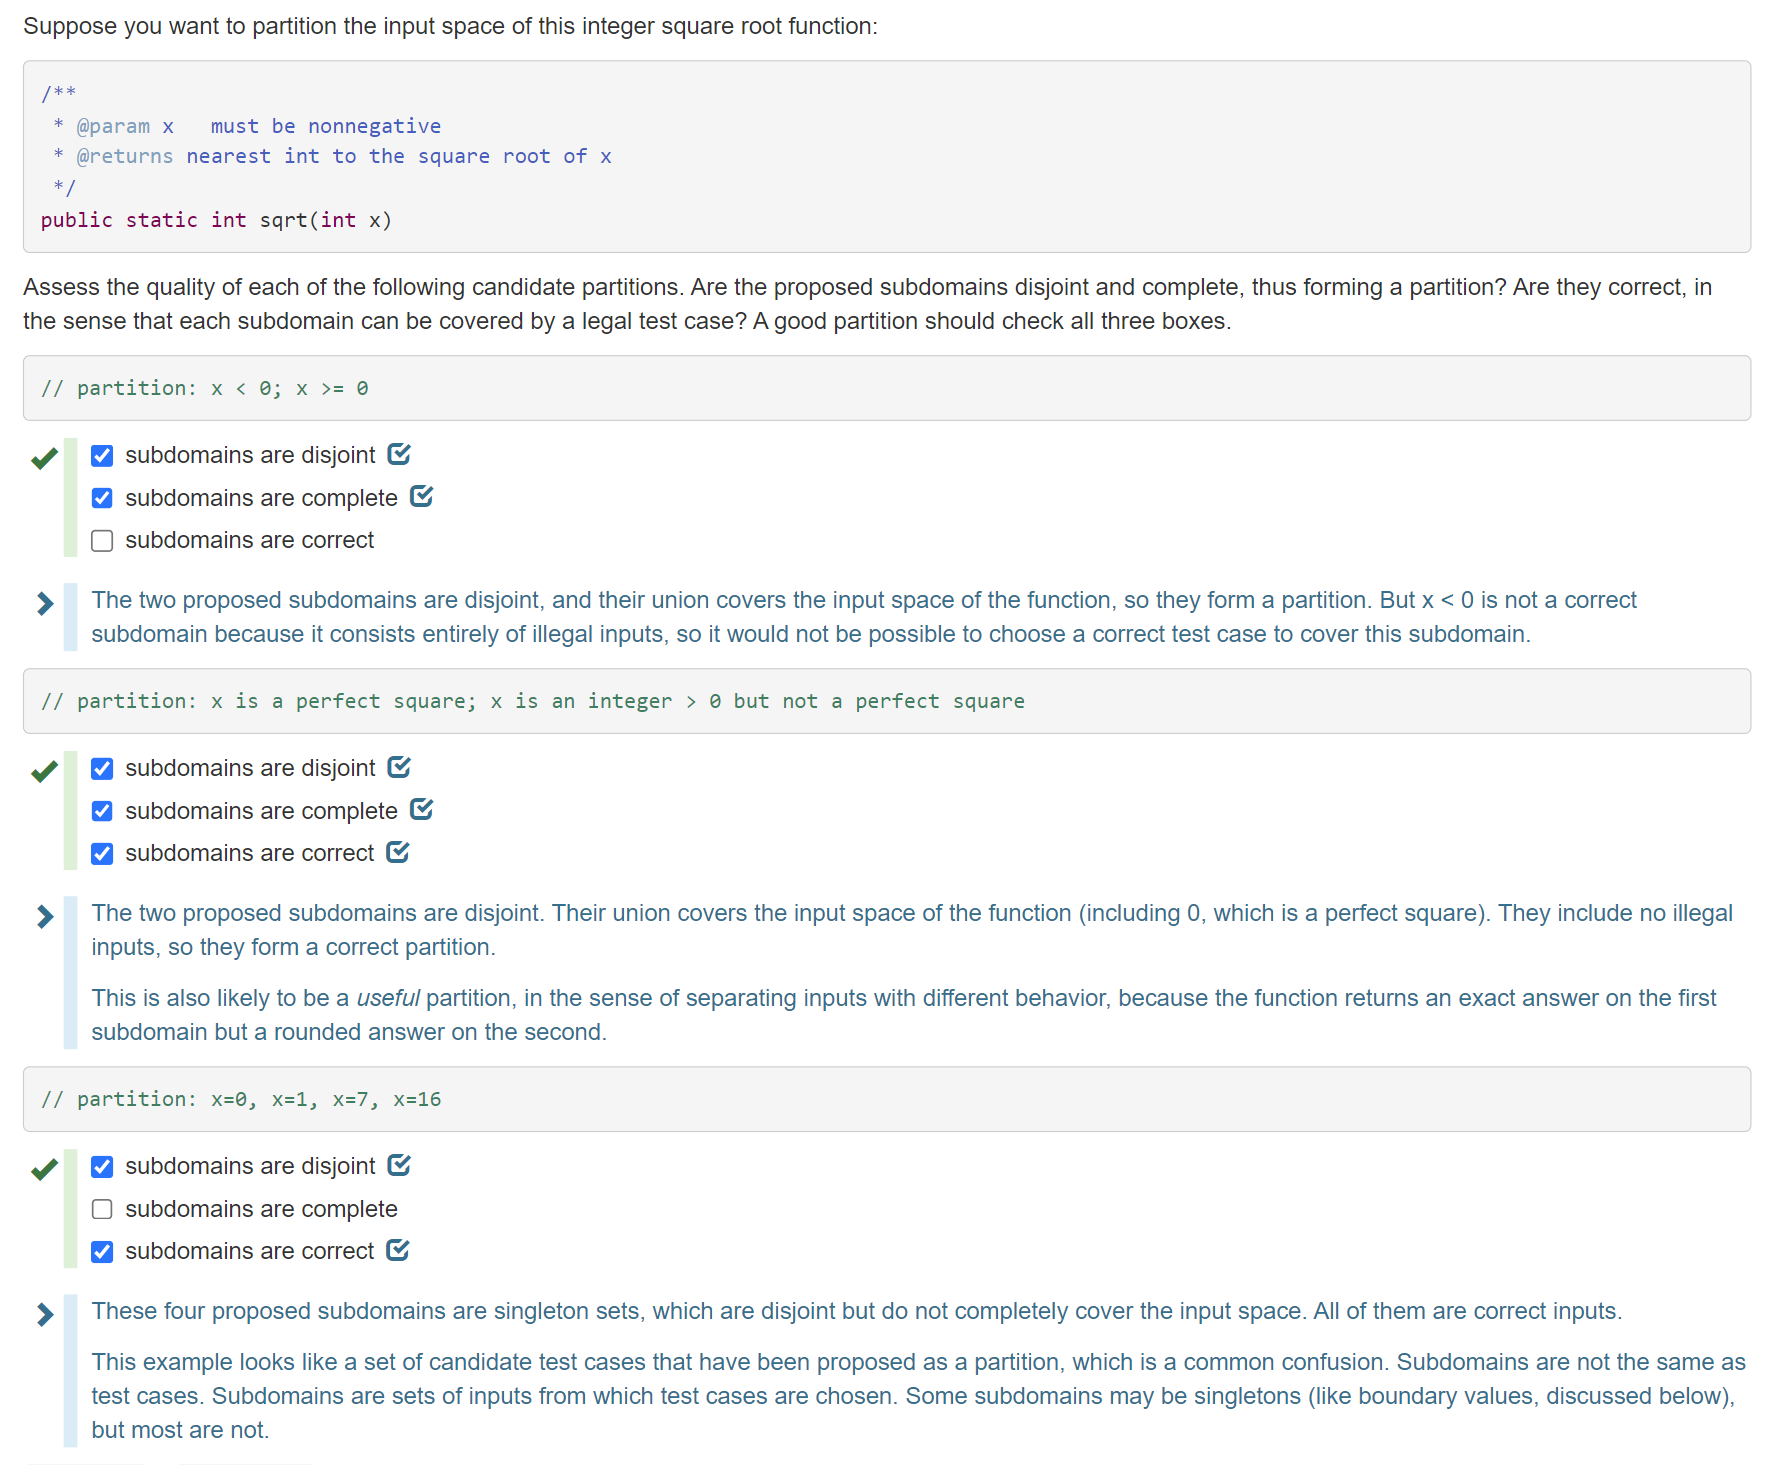 Suppose you want to partition the input space of this integer square root function:
/**
 * @param x   must be nonnegative
 * @returns nearest int to the square root of x
 */
public static int sqrt(int x)
Assess the quality of each of the following candidate partitions. Are the proposed subdomains disjoint and complete, thus forming a partition? Are they correct, in
the sense that each subdomain can be covered by a legal test case? A good partition should check all three boxes.
// partition: x < 0; x >= 0
subdomains are disjoint
subdomains are complete
subdomains are correct
The two proposed subdomains are disjoint, and their union covers the input space of the function, so they form a partition. But x < 0 is not a correct
subdomain because it consists entirely of illegal inputs, so it would not be possible to choose a correct test case to cover this subdomain.
// partition: x is a perfect square; x is an integer > 0 but not a perfect square
subdomains are disjoint
subdomains are complete
subdomains are correct
The two proposed subdomains are disjoint. Their union covers the input space of the function (including 0, which is a perfect square). They include no illegal
inputs, so they form a correct partition.
This is also likely to be a useful partition, in the sense of separating inputs with different behavior, because the function returns an exact answer on the first
subdomain but a rounded answer on the second.
// partition: x=0, x=1, x=7, x=16
subdomains are disjoint
subdomains are complete
subdomains are correct
These four proposed subdomains are singleton sets, which are disjoint but do not completely cover the input space. All of them are correct inputs.
This example looks like a set of candidate test cases that have been proposed as a partition, which is a common confusion. Subdomains are not the same as
test cases. Subdomains are sets of inputs from which test cases are chosen. Some subdomains may be singletons (like boundary values, discussed below),
but most are not.